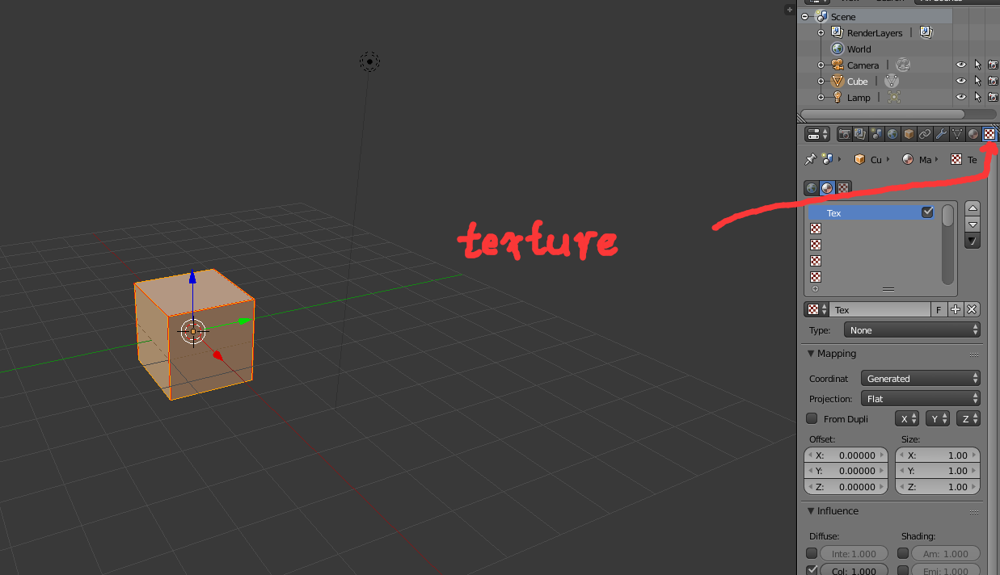 Scene
RenderLayers
World
Camera
Cube
Lamp
Cu
Ma
Te
texture
Tex
Tex
F
Type:
None
Mapping
Coordinat
Generated
Projection:
Flat
From Dupli
X
Y
Z
Offset:
Size:
X: 0.00000
X: 1.00
Y: 0.00000
Y: 1.00
Z: 0.00000
Z: 1.00
Influence
Diffuse:
Shading:
Inte: 1.000
Am: 1.000
Col: 1.000
Emi: 1.000